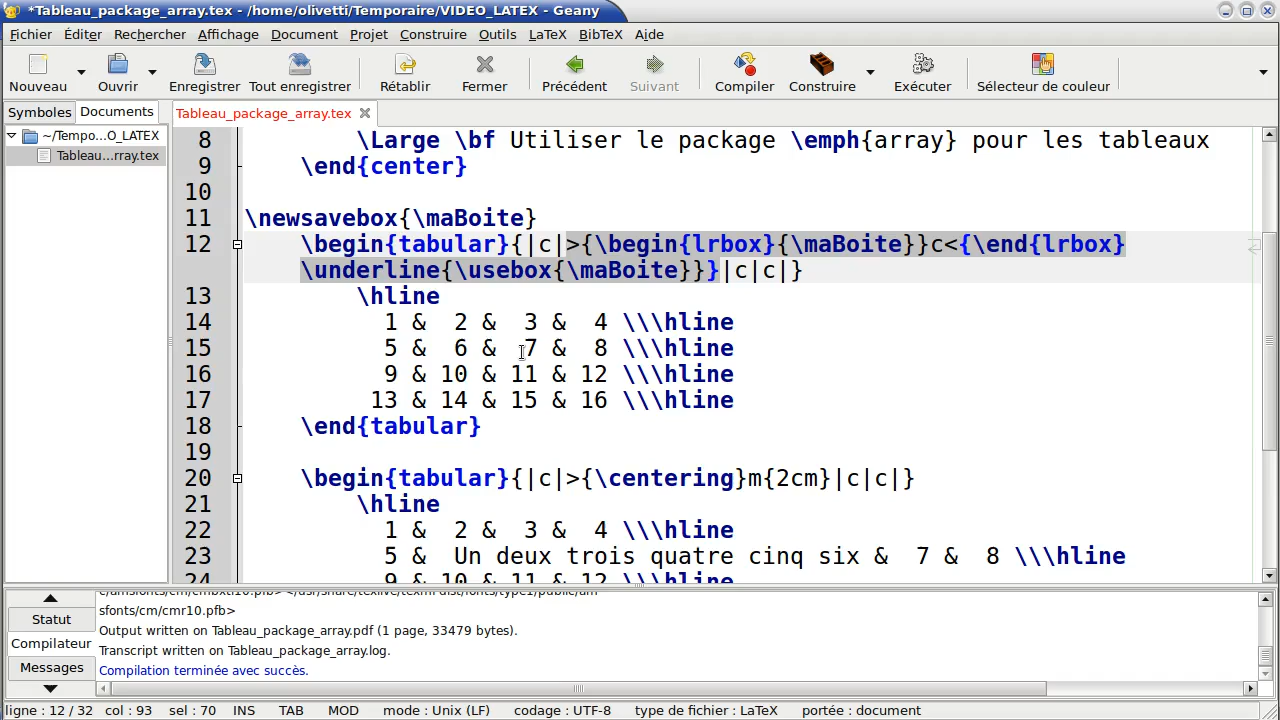 *Tableau_package_array.tex - /home/olivetti/Temporaire/VIDEO_LATEX - Geany
Fichier Éditer Rechercher Affichage Document Projet Construire Outils LaTeX BibTeX Aide
Nouveau Ouvrir Enregistrer Tout enregistrer Rétablir Fermer Précédent Suivant Compiler Construire Exécuter Sélecteur de couleur
Symboles Documents Tableau_package_array.tex
~/Tempo...O_LATEX
Tableau...rray.tex
8 \Large \bf Utiliser le package \emph{array} pour les tableaux
9 \end{center}
10
11 \newsavebox{\maBoite}
12 \begin{tabular}{|c|>{\begin{lrbox}{\maBoite}}c<{\end{lrbox}
\underline{\usebox{\maBoite}}}|c|c|}
13 \hline
14 1 & 2 & 3 & 4 \\\hline
15 5 & 6 & 7 & 8 \\\hline
16 9 & 10 & 11 & 12 \\\hline
17 13 & 14 & 15 & 16 \\\hline
18 \end{tabular}
19
20 \begin{tabular}{|c|>{\centering}m{2cm}|c|c|}
21 \hline
22 1 & 2 & 3 & 4 \\\hline
23 5 & Un deux trois quatre cinq six & 7 & 8 \\\hline
24 9 & 10 & 11 & 12 \\\hline
Statut
Compilateur
Messages
sfonts/cm/cmr10.pfb>
Output written on Tableau_package_array.pdf (1 page, 33479 bytes).
Transcript written on Tableau_package_array.log.
Compilation terminée avec succès.
ligne : 12 / 32 col : 93 sel : 70 INS TAB MOD mode : Unix (LF) codage : UTF-8 type de fichier : LaTeX portée : document